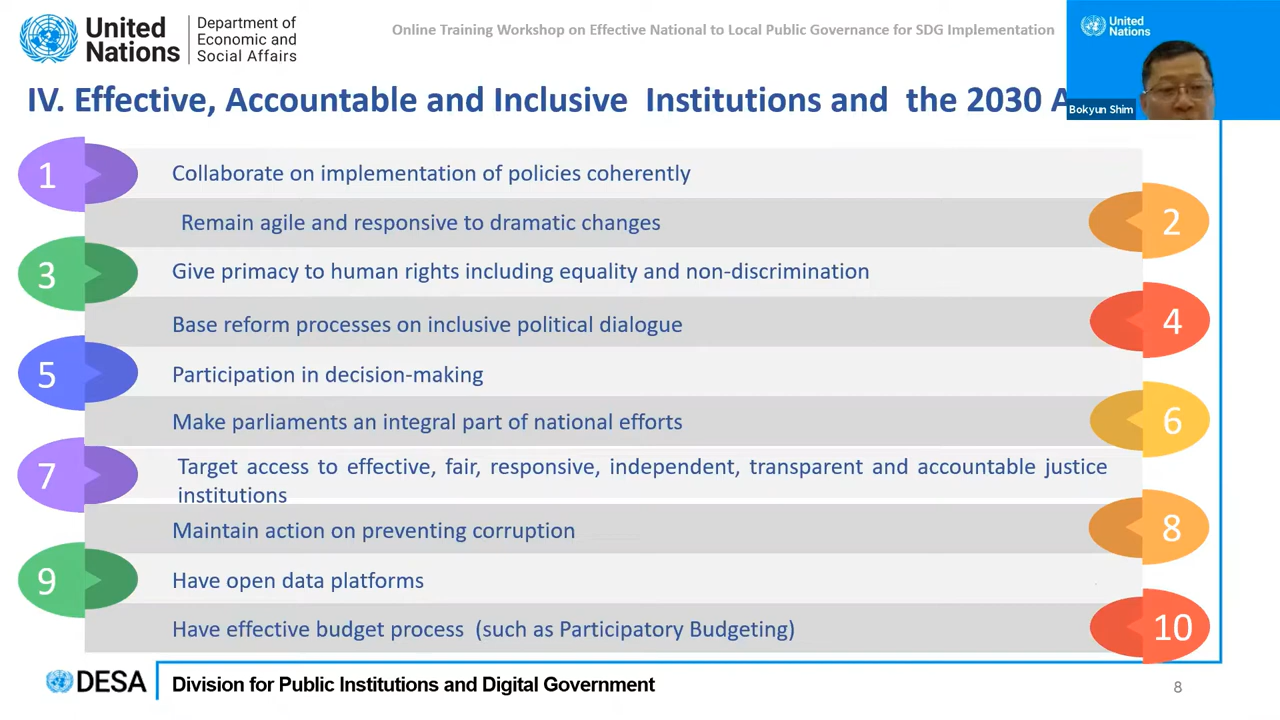 United Nations
Department of Economic and Social Affairs
Online Training Workshop on Effective National to Local Public Governance for SDG Implementation
United Nations
Bokyun Shim
IV. Effective, Accountable and Inclusive Institutions and the 2030 A
1
Collaborate on implementation of policies coherently
Remain agile and responsive to dramatic changes
2
3
Give primacy to human rights including equality and non-discrimination
Base reform processes on inclusive political dialogue
4
5
Participation in decision-making
Make parliaments an integral part of national efforts
6
7
Target access to effective, fair, responsive, independent, transparent and accountable justice
institutions
Maintain action on preventing corruption
8
9
Have open data platforms
Have effective budget process (such as Participatory Budgeting)
10
DESA
Division for Public Institutions and Digital Government
8